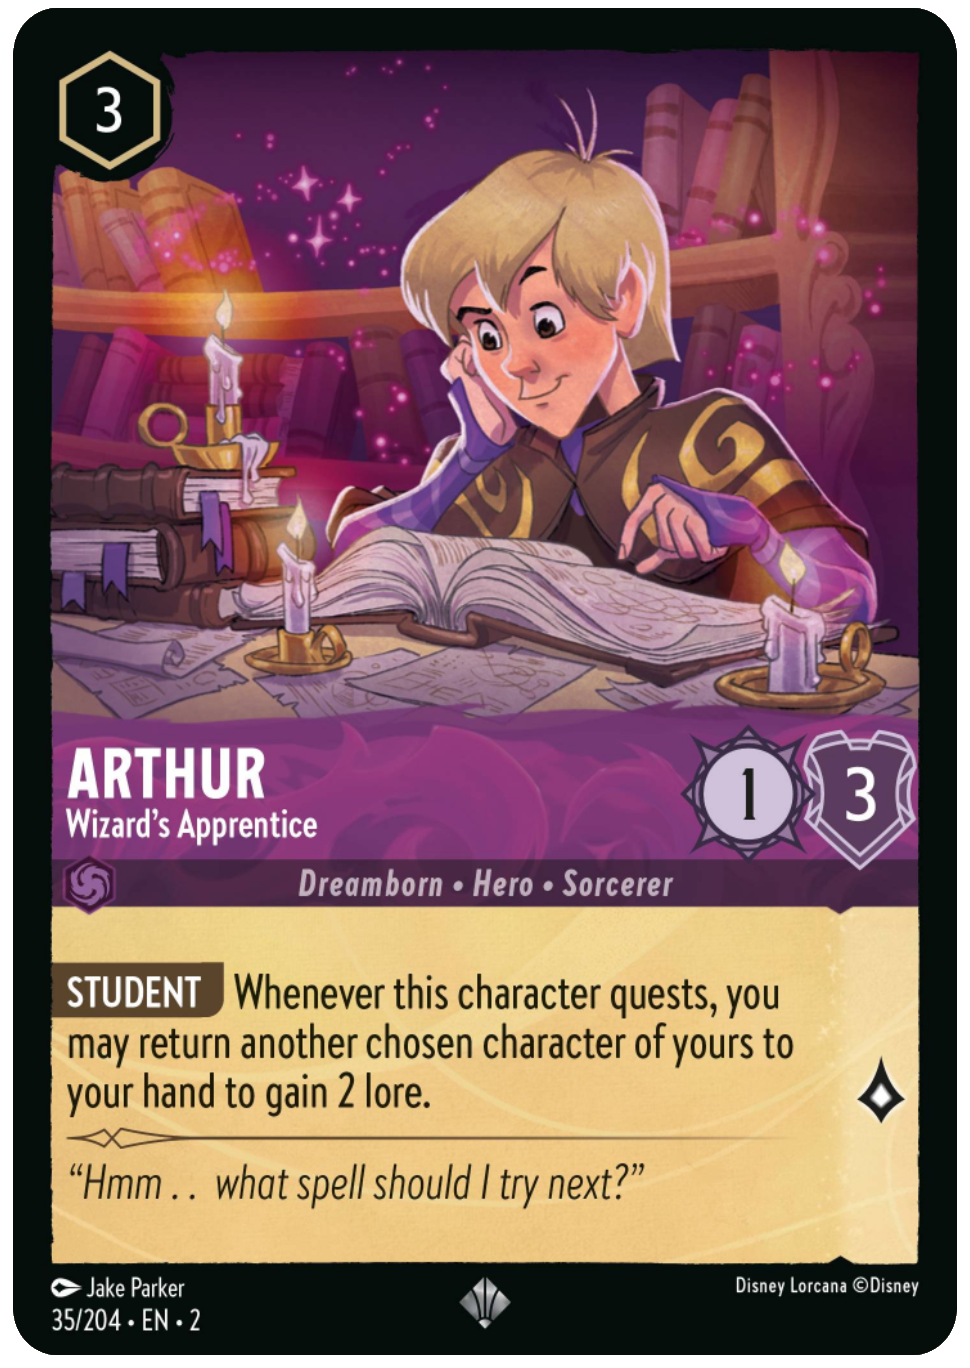 3
ARTHUR
Wizard's Apprentice
1
3
Dreamborn • Hero • Sorcerer
STUDENT Whenever this character quests, you
may return another chosen character of yours to
your hand to gain 2 lore.
“Hmm . . what spell should I try next?”
Jake Parker
35/204 • EN • 2
Disney Lorcana ©Disney